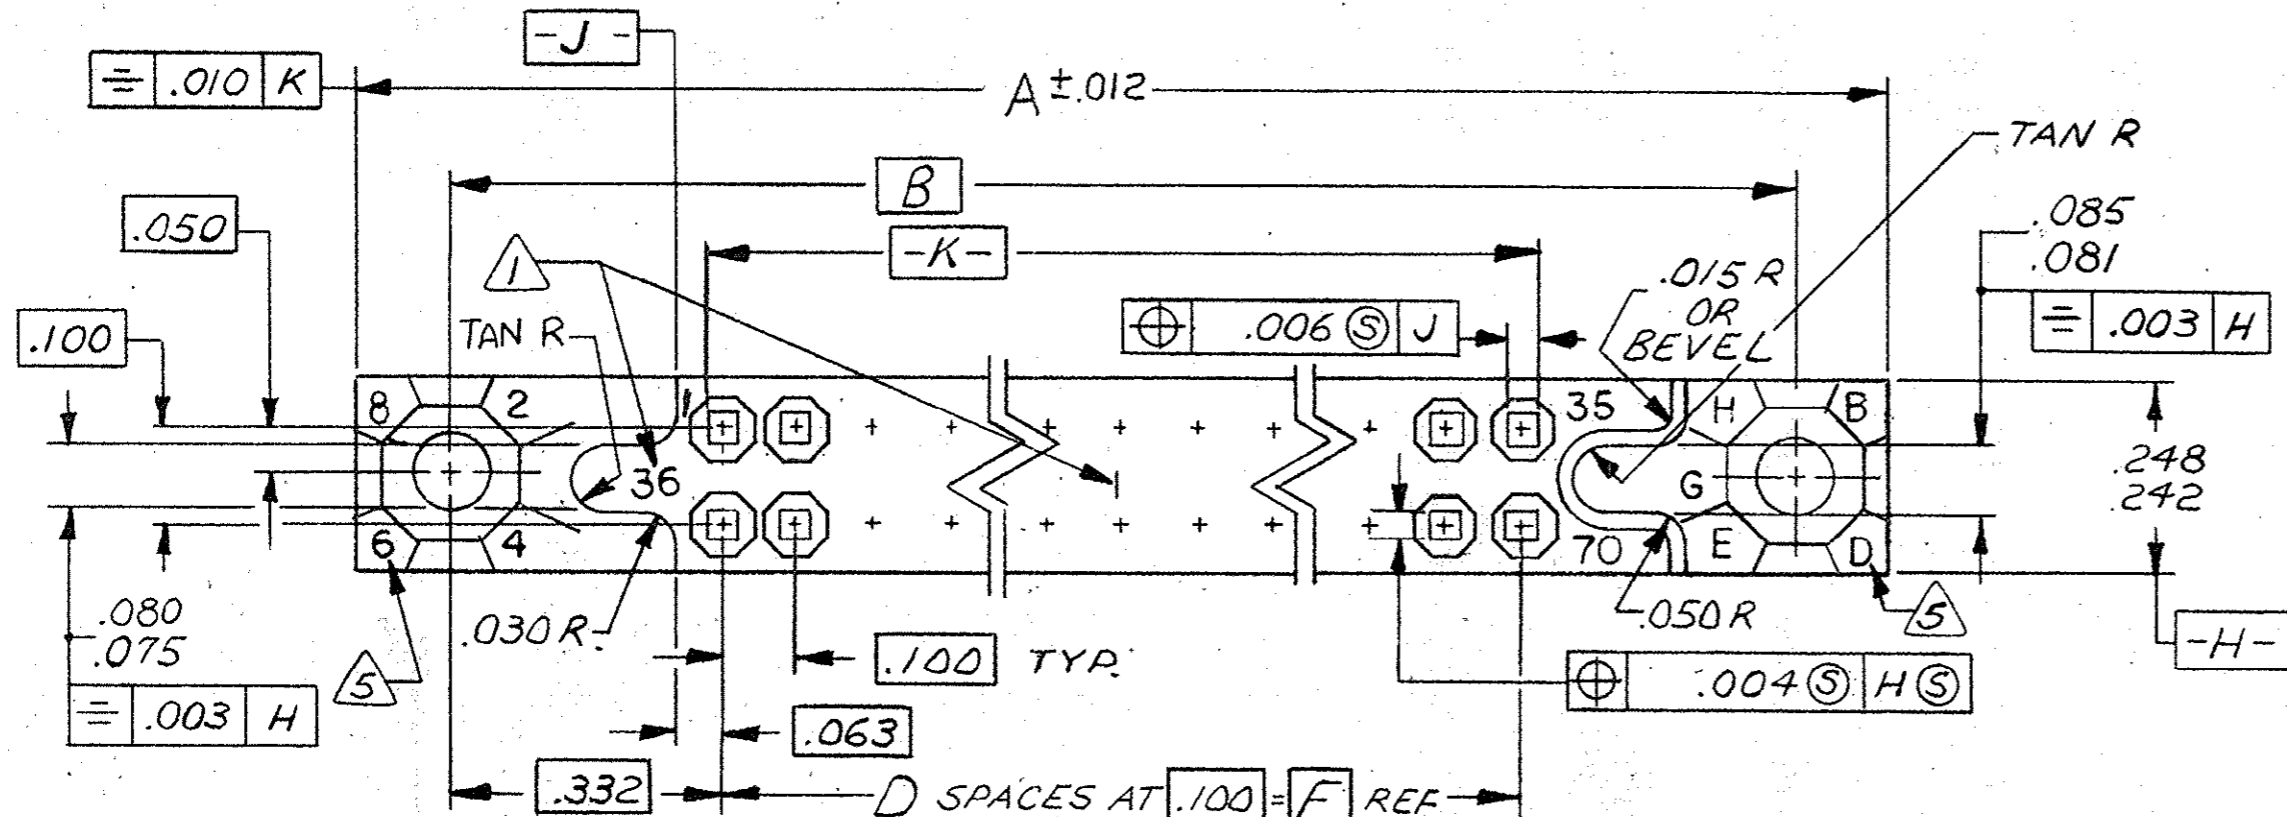 -J-
⌯ .010 K
A ±.012
TAN R
B
.050
.085
.081
1
-K-
.015 R
OR
BEVEL
⌖ .006 Ⓢ J
⌯ .003 H
.100
TAN R
8 2
1
35
H B
36
G
.248
.242
6 4
70
E D
.080
.075
.030 R.
.050 R
5
-H-
5
.100 TYP.
⌖ .004 Ⓢ H Ⓢ
⌯ .003 H
.063
.332
D SPACES AT .100 = F REF